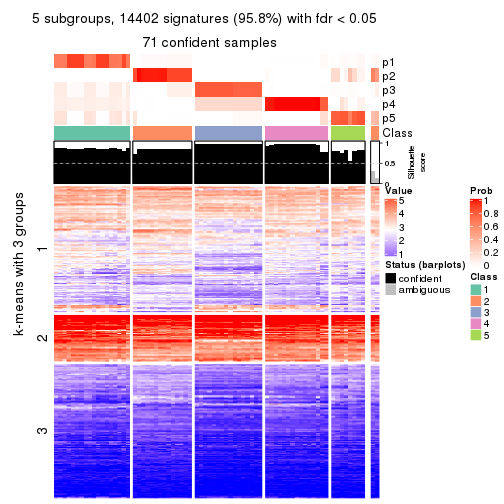 5 subgroups, 14402 signatures (95.8%) with fdr < 0.05
71 confident samples
p1
p2
p3
p4
p5
Class
1
0.5
0
Silhouette
score
k-means with 3 groups
1
2
3
Value
5
4
3
2
1
Status (barplots)
confident
ambiguous
Prob
1
0.8
0.6
0.4
0.2
0
Class
1
2
3
4
5